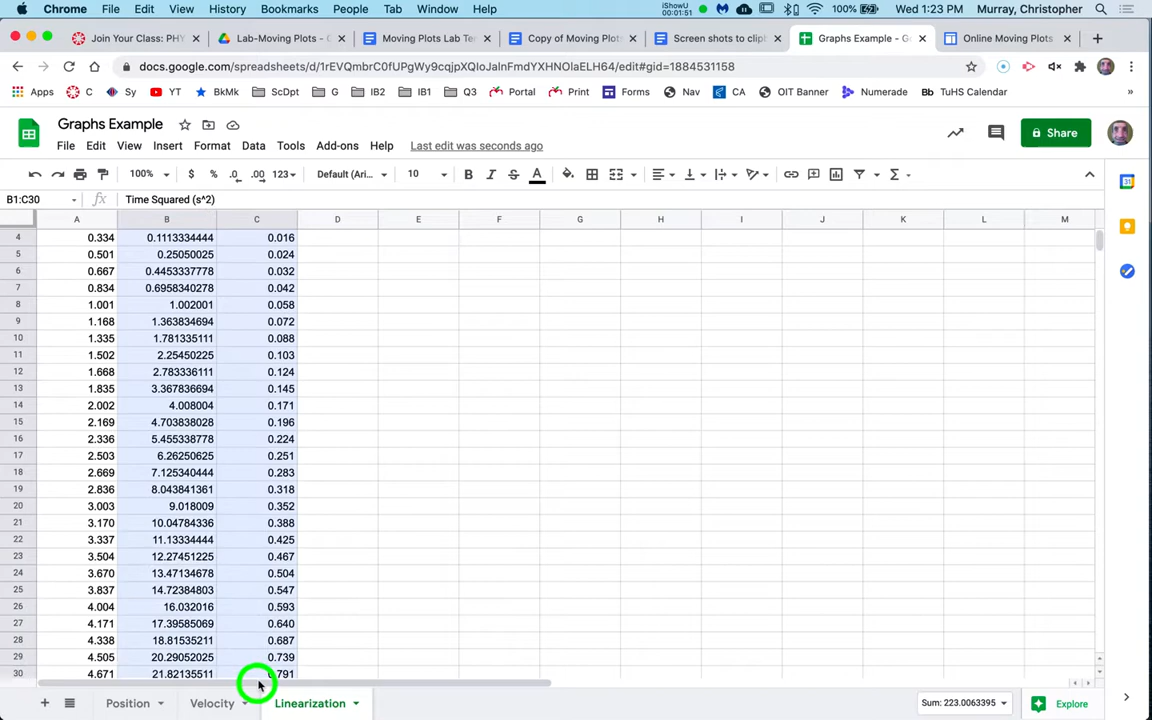 Chrome File Edit View History Bookmarks People Tab Window Help iShowU 00:01:51 100% Wed 1:23 PM Murray, Christopher
Join Your Class: PHY Lab-Moving Plots - Moving Plots Lab Te Copy of Moving Plots Screen shots to clipb Graphs Example - Go Online Moving Plots
docs.google.com/spreadsheets/d/1rEVQmbrC0fUPgWy9cqjpXQIoJalnFmdYXHNOlaELH64/edit#gid=1884531158
Apps C Sy YT BkMk ScDpt G IB2 IB1 Q3 Portal Print Forms Nav CA OIT Banner Numerade Bb TuHS Calendar »
Graphs Example
Share
File Edit View Insert Format Data Tools Add-ons Help Last edit was seconds ago
100% $ % .0 .00 123 Default (Ari... 10 B I S A Σ
B1:C30 fx Time Squared (s^2)
A B C D E F G H I J K L M
4 0.334 0.1113334444 0.016
5 0.501 0.25050025 0.024
6 0.667 0.4453337778 0.032
7 0.834 0.6958340278 0.042
8 1.001 1.002001 0.058
9 1.168 1.363834694 0.072
10 1.335 1.781335111 0.088
11 1.502 2.25450225 0.103
12 1.668 2.783336111 0.124
13 1.835 3.367836694 0.145
14 2.002 4.008004 0.171
15 2.169 4.703838028 0.196
16 2.336 5.455338778 0.224
17 2.503 6.26250625 0.251
18 2.669 7.125340444 0.283
19 2.836 8.043841361 0.318
20 3.003 9.018009 0.352
21 3.170 10.04784336 0.388
22 3.337 11.13334444 0.425
23 3.504 12.27451225 0.467
24 3.670 13.47134678 0.504
25 3.837 14.72384803 0.547
26 4.004 16.032016 0.593
27 4.171 17.39585069 0.640
28 4.338 18.81535211 0.687
29 4.505 20.29052025 0.739
30 4.671 21.82135511 0.791
Position Velocity Linearization Sum: 223.0063395 Explore